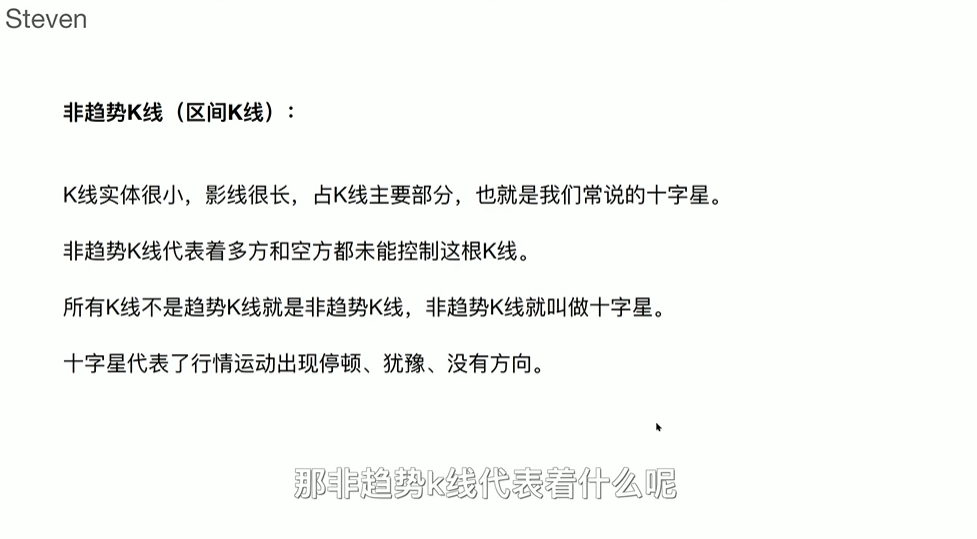 Steven
非趋势K线（区间K线）：
K线实体很小，影线很长，占K线主要部分，也就是我们常说的十字星。
非趋势K线代表着多方和空方都未能控制这根K线。
所有K线不是趋势K线就是非趋势K线，非趋势K线就叫做十字星。
十字星代表了行情运动出现停顿、犹豫、没有方向。
那非趋势k线代表着什么呢